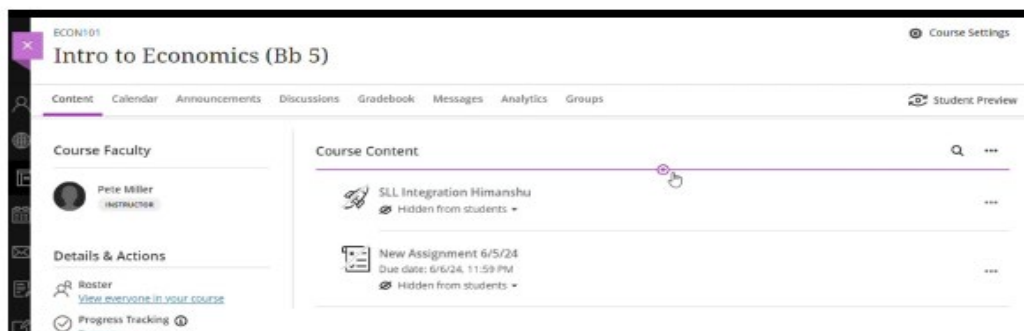 ECON101
Intro to Economics (Bb 5)
Course Settings
Content Calendar Announcements Discussions Gradebook Messages Analytics Groups
Student Preview
Course Faculty
Pete Miller
INSTRUCTOR
Details & Actions
Roster
View everyone in your course
Progress Tracking
Course Content
SLL Integration Himanshu
Hidden from students
New Assignment 6/5/24
Due date: 6/6/24, 11:59 PM
Hidden from students